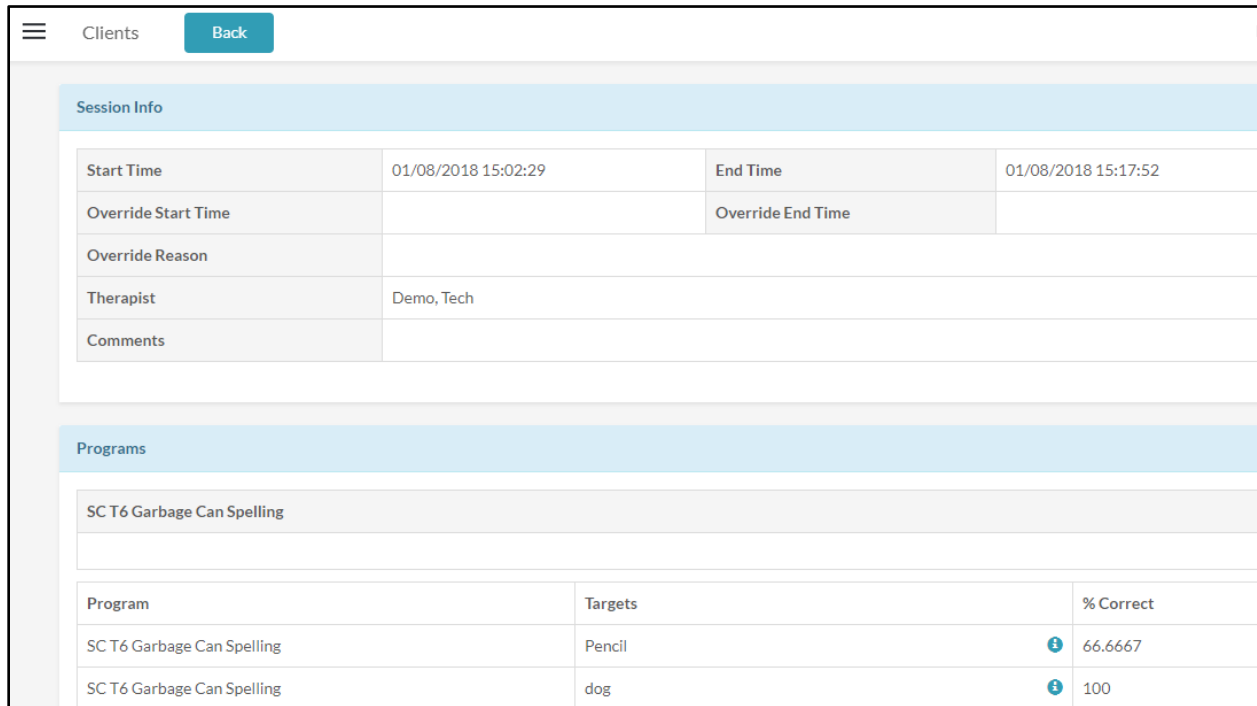 Clients Back
Session Info
Start Time 01/08/2018 15:02:29 End Time 01/08/2018 15:17:52
Override Start Time Override End Time
Override Reason
Therapist Demo, Tech
Comments
Programs
SC T6 Garbage Can Spelling
Program Targets % Correct
SC T6 Garbage Can Spelling Pencil 66.6667
SC T6 Garbage Can Spelling dog 100